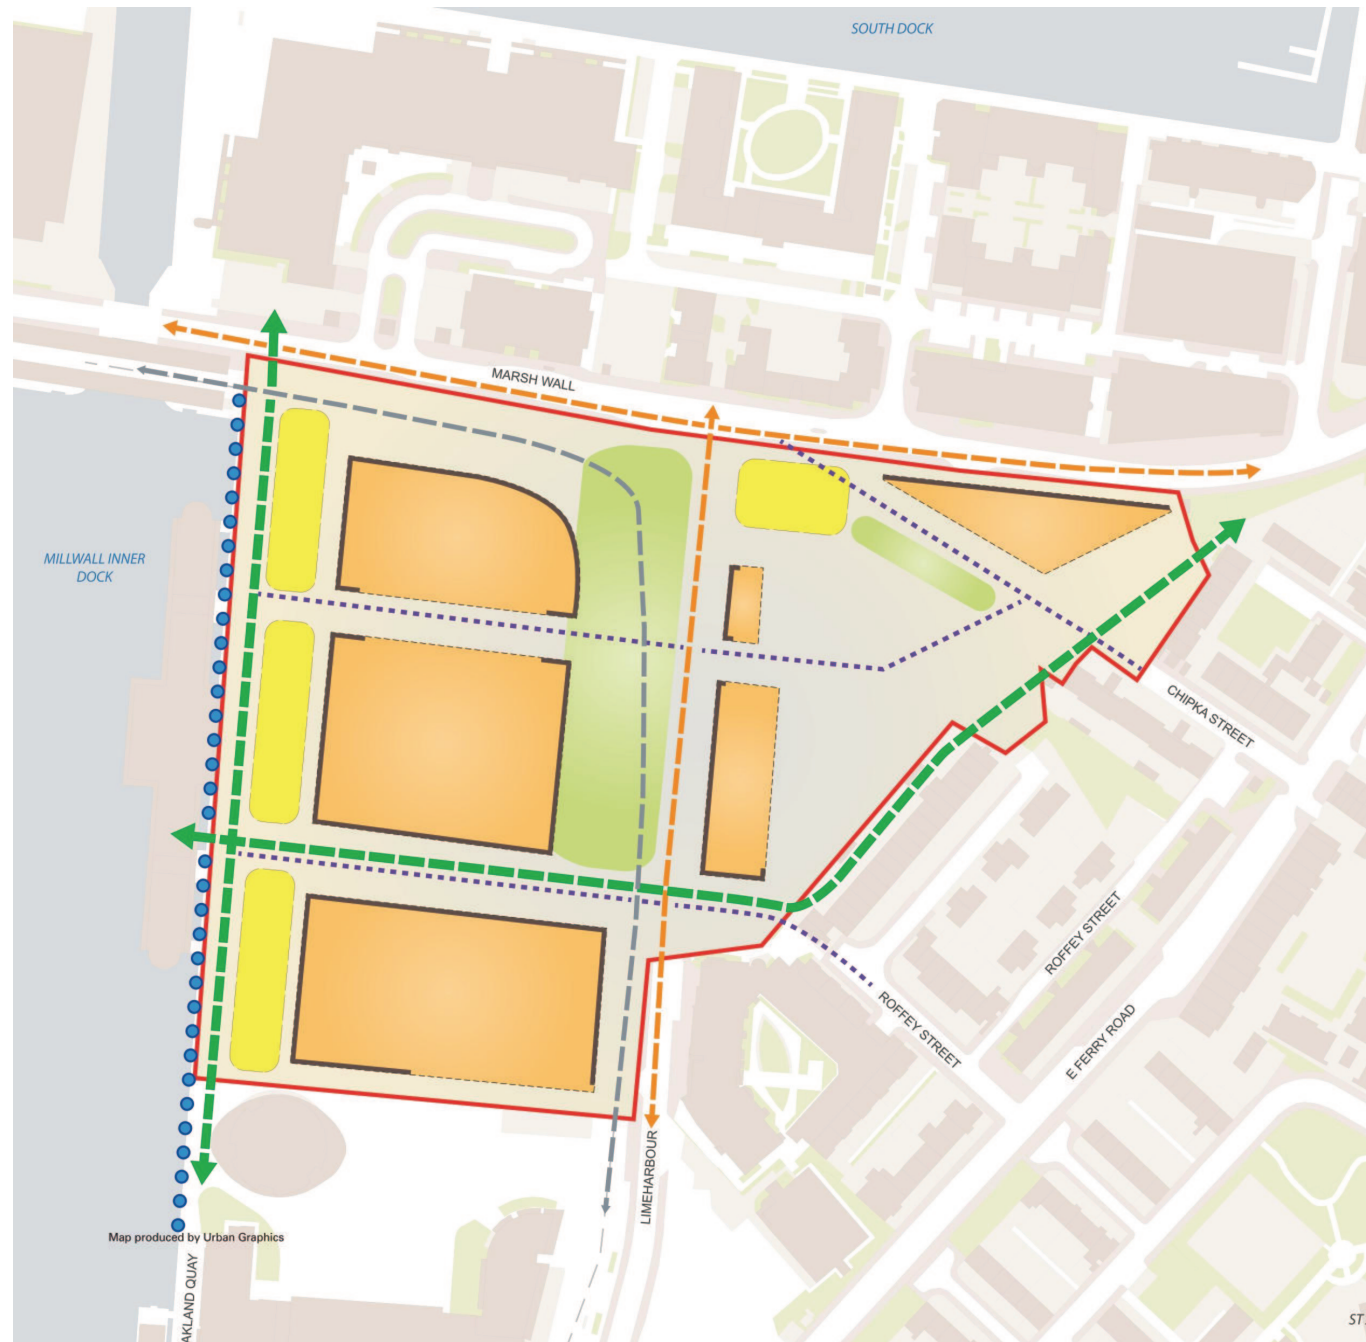 SOUTH DOCK
MARSH WALL
MILLWALL INNER
DOCK
CHIPKA STREET
ROFFEY STREET
ROFFEY STREET
E FERRY ROAD
LIMEHARBOUR
Map produced by Urban Graphics
AKLAND QUAY
ST